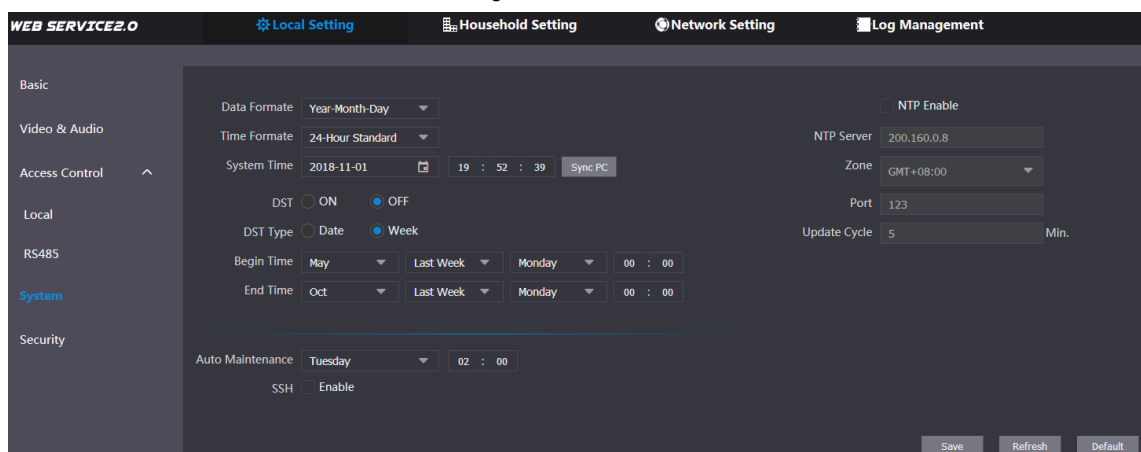 WEB SERVICE2.0 Local Setting Household Setting Network Setting Log Management
Basic
Video & Audio
Access Control
Local
RS485
System
Security
Data Formate Year-Month-Day
Time Formate 24-Hour Standard
System Time 2018-11-01 19 : 52 : 39 Sync PC
DST ON OFF
DST Type Date Week
Begin Time May Last Week Monday 00 : 00
End Time Oct Last Week Monday 00 : 00
Auto Maintenance Tuesday 02 : 00
SSH Enable
NTP Enable
NTP Server 200.160.0.8
Zone GMT+08:00
Port 123
Update Cycle 5 Min.
Save Refresh Default